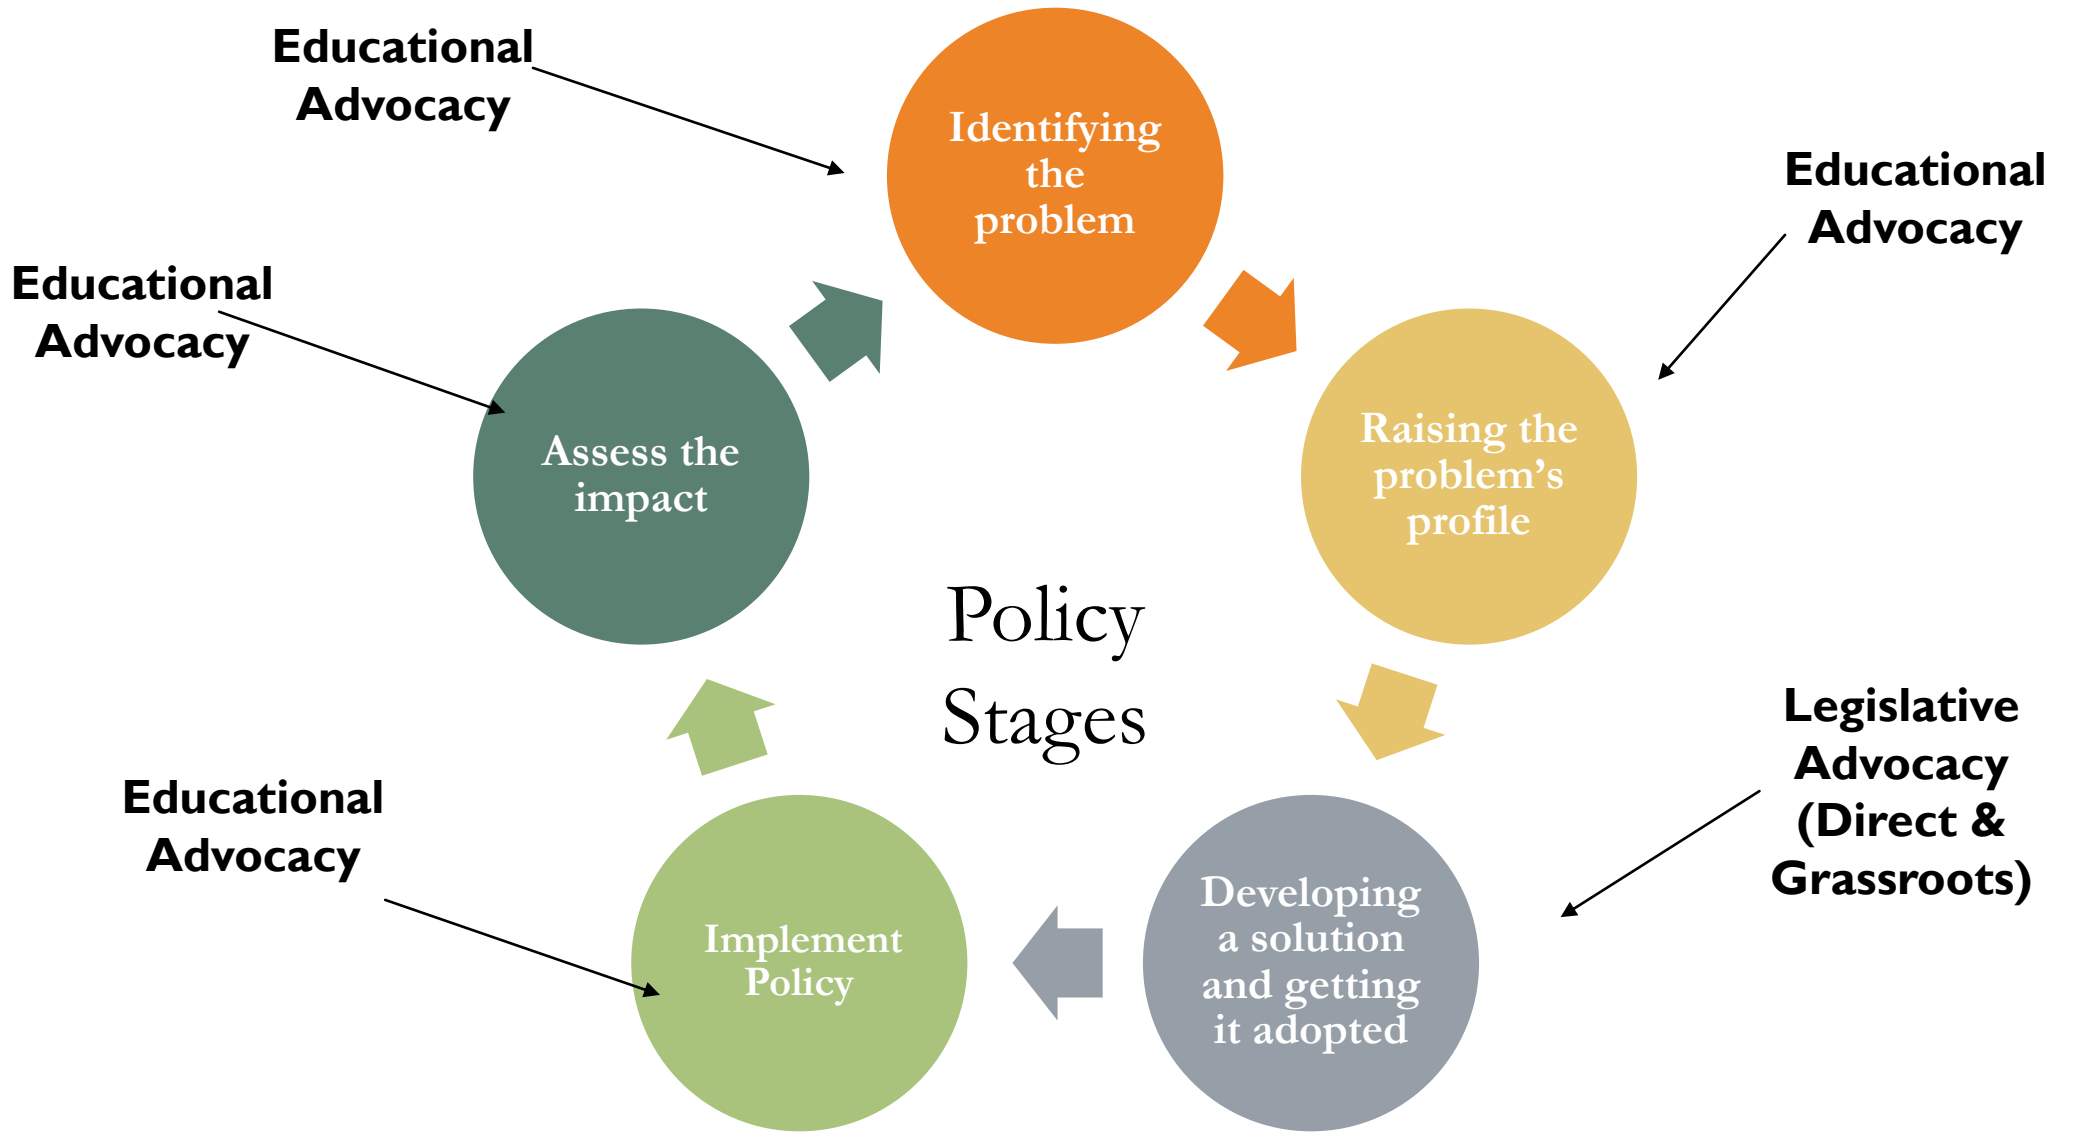 Educational
Advocacy
Identifying
the
problem
Educational
Advocacy
Educational
Advocacy
Assess the
impact
Raising the
problem’s
profile
Policy
Stages
Legislative
Advocacy
(Direct &
Grassroots)
Educational
Advocacy
Implement
Policy
Developing
a solution
and getting
it adopted